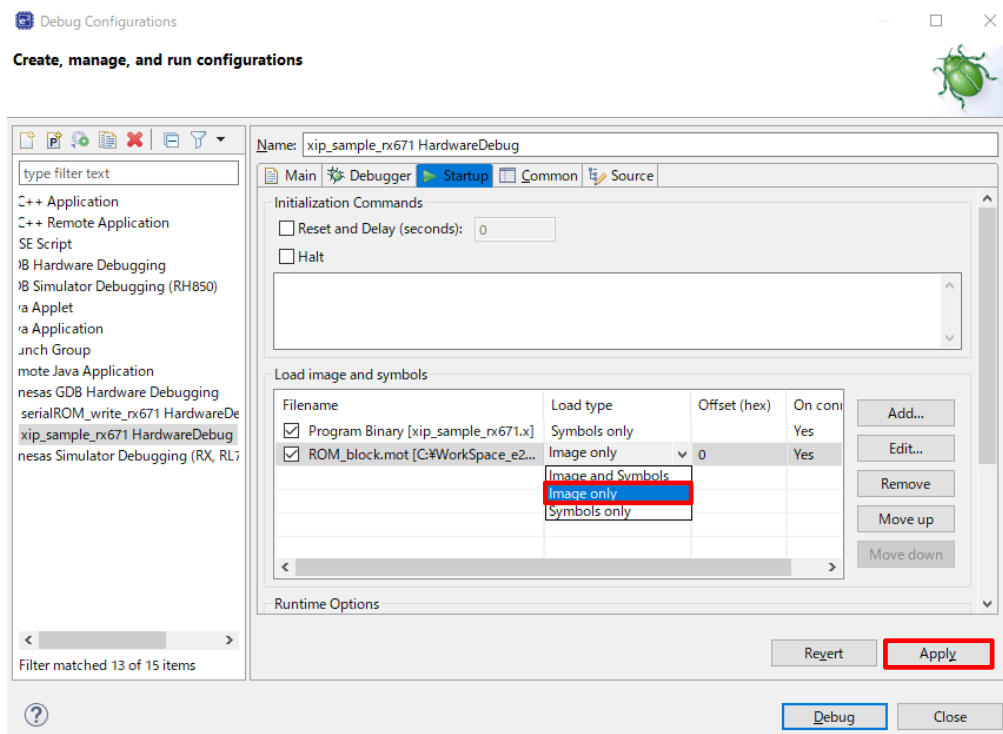 Debug Configurations
Create, manage, and run configurations
type filter text
C++ Application
C++ Remote Application
SE Script
)B Hardware Debugging
)B Simulator Debugging (RH850)
va Applet
va Application
unch Group
mote Java Application
nesas GDB Hardware Debugging
serialROM_write_rx671 HardwareDe
xip_sample_rx671 HardwareDebug
nesas Simulator Debugging (RX, RL7
Filter matched 13 of 15 items
Name: xip_sample_rx671 HardwareDebug
Main Debugger Startup Common Source
Initialization Commands
Reset and Delay (seconds): 0
Halt
Load image and symbols
Filename Load type Offset (hex) On conn
Program Binary [xip_sample_rx671.x] Symbols only Yes
ROM_block.mot [C:¥WorkSpace_e2... Image only 0 Yes
Image and Symbols
Image only
Symbols only
Add...
Edit...
Remove
Move up
Move down
Runtime Options
Revert Apply
Debug Close